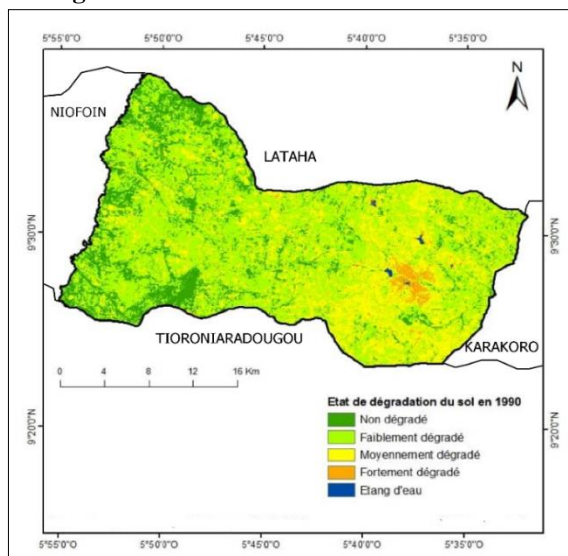 5°55'0"O 5°50'0"O 5°45'0"O 5°40'0"O 5°35'0"O
N
NIOFOIN
LATAHA
9°30'0"N 9°30'0"N
TIORONIARADOUGOU
KARAKORO
0 4 8 12 16 Km
Etat de dégradation du sol en 1990
Non dégradé
Faiblement dégradé
Moyennement dégradé
Fortement dégradé
Etang d'eau
9°20'0"N 9°20'0"N
5°55'0"O 5°50'0"O 5°45'0"O 5°40'0"O 5°35'0"O